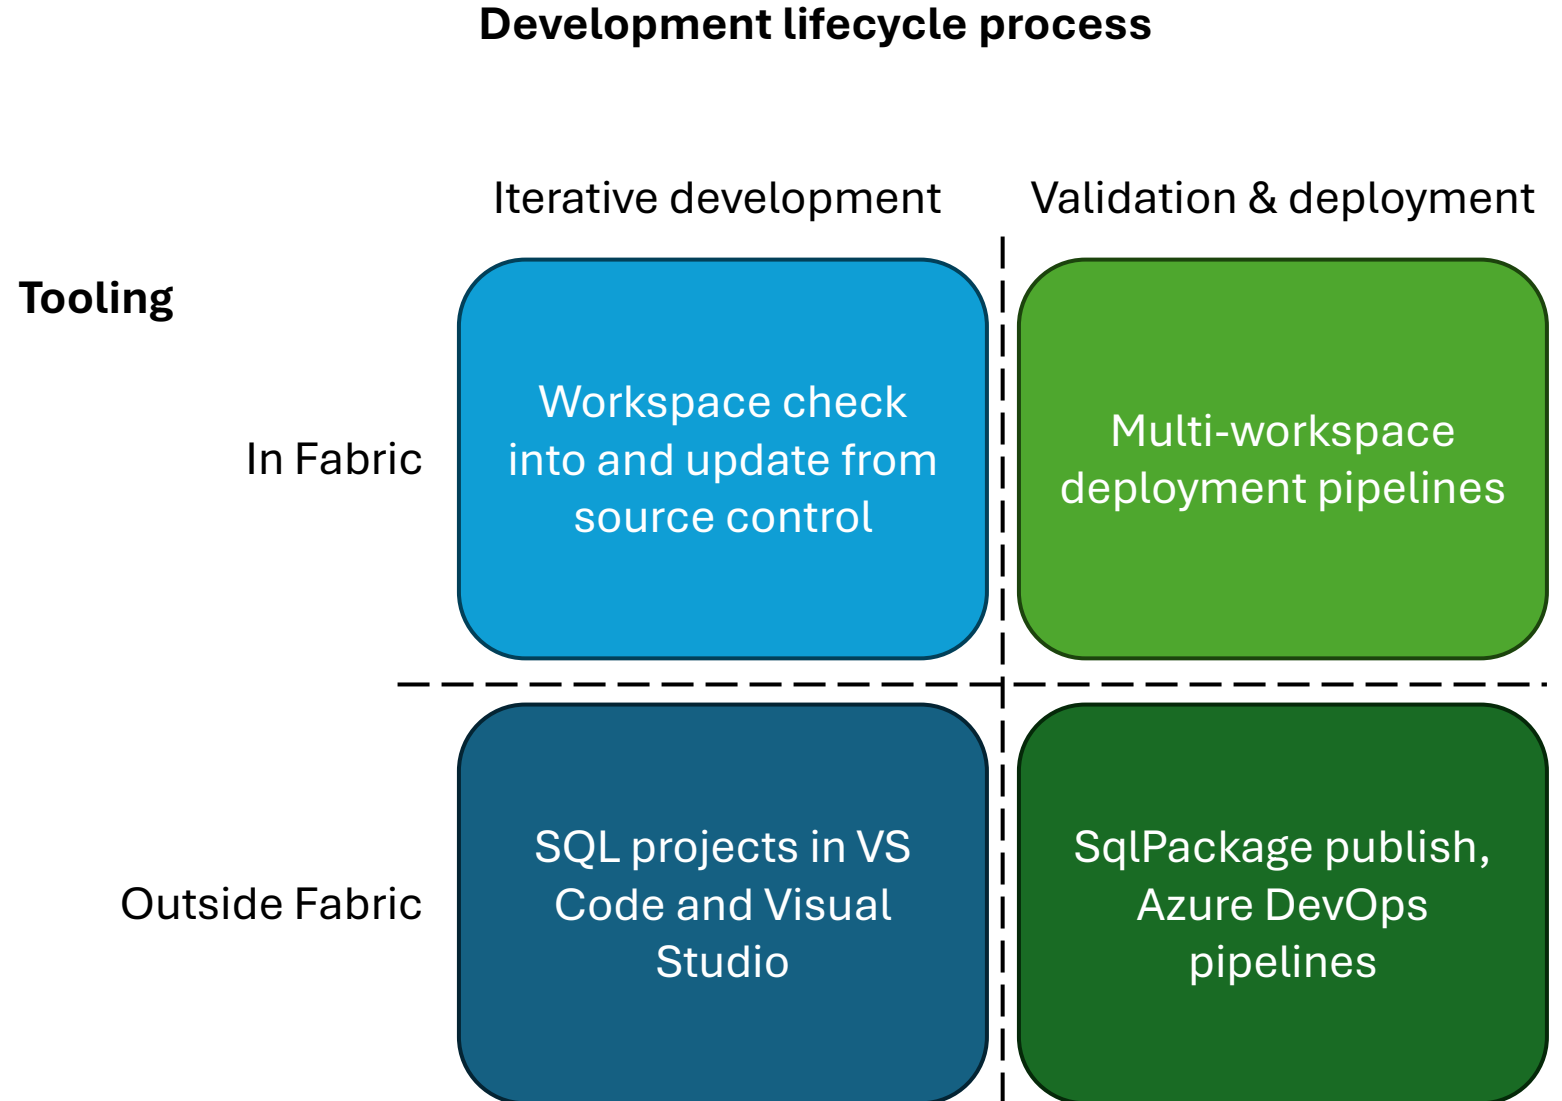 Development lifecycle process
Iterative development
Validation & deployment
Tooling
In Fabric
Workspace check
into and update from
source control
Multi-workspace
deployment pipelines
Outside Fabric
SQL projects in VS
Code and Visual
Studio
SqlPackage publish,
Azure DevOps
pipelines